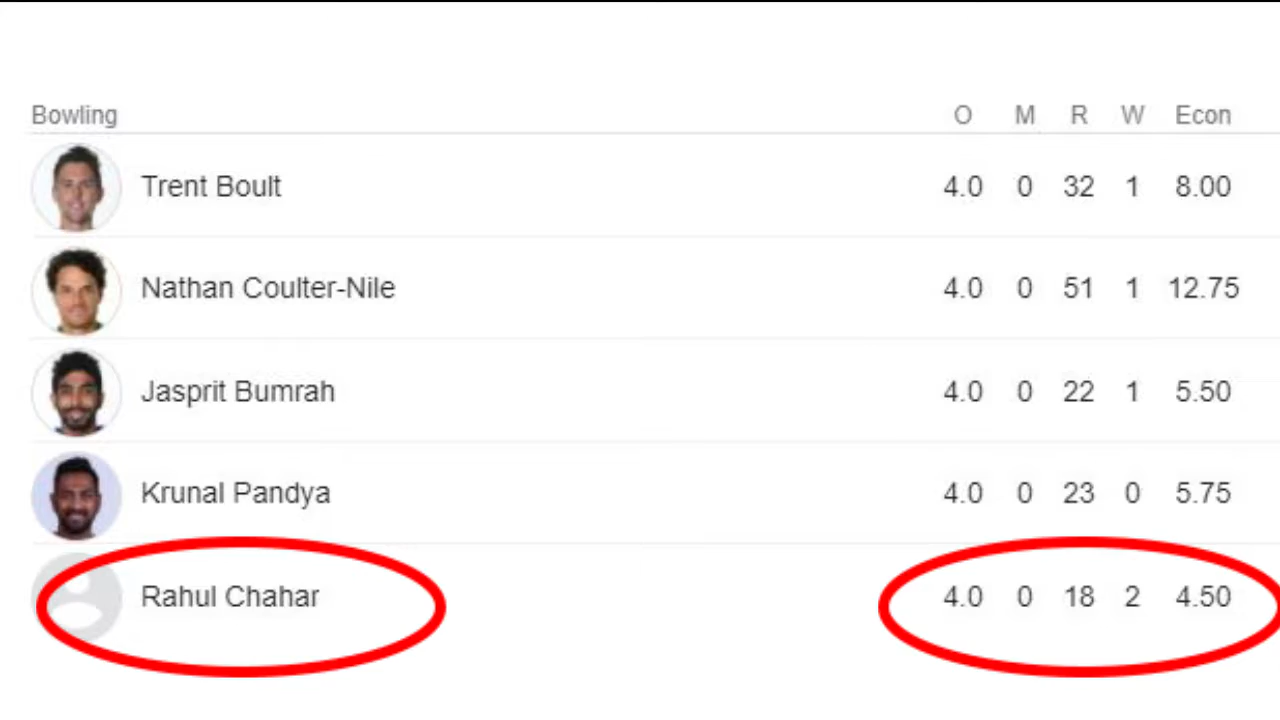 Bowling O M R W Econ
Trent Boult 4.0 0 32 1 8.00
Nathan Coulter-Nile 4.0 0 51 1 12.75
Jasprit Bumrah 4.0 0 22 1 5.50
Krunal Pandya 4.0 0 23 0 5.75
Rahul Chahar 4.0 0 18 2 4.50